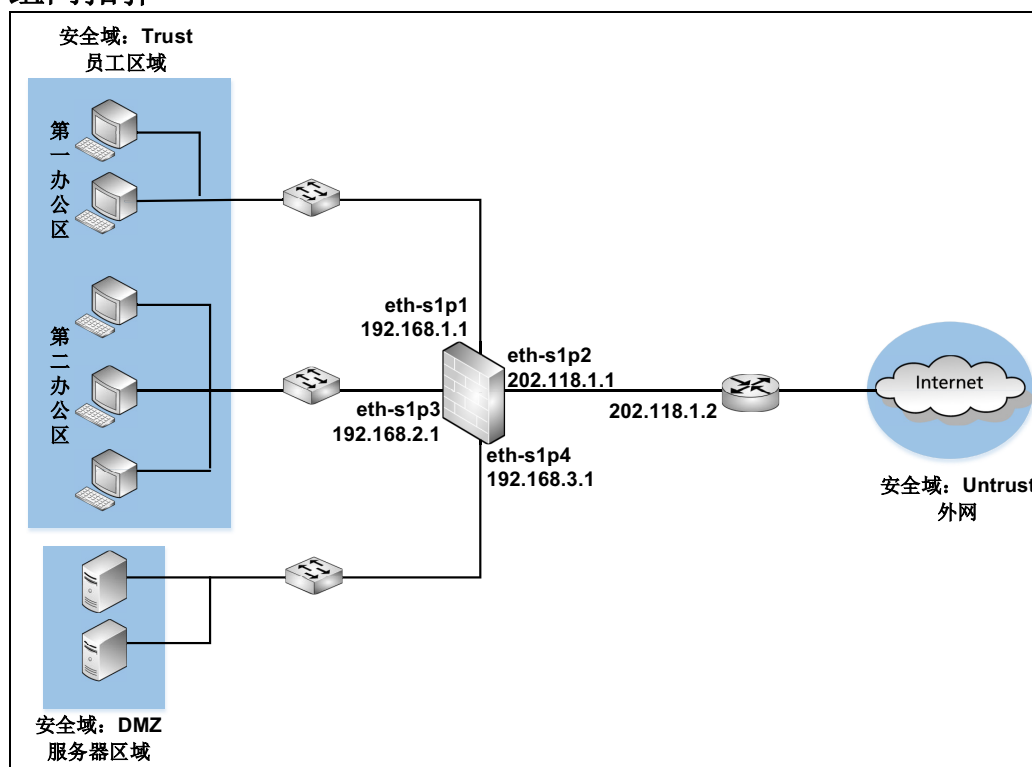 安全域：Trust
员工区域
第一办公区
第二办公区
eth-s1p1
192.168.1.1
eth-s1p2
202.118.1.1
eth-s1p3
192.168.2.1
202.118.1.2
eth-s1p4
192.168.3.1
Internet
安全域：Untrust
外网
安全域：DMZ
服务器区域